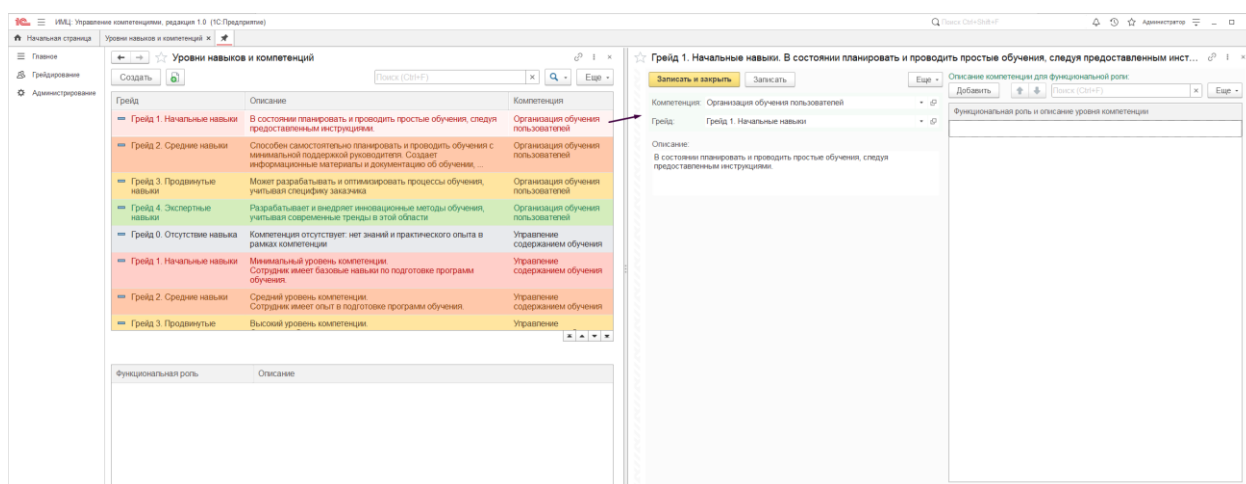 1С ИМЦ: Управление компетенциями, редакция 1.0 (1С:Предприятие)
Поиск Ctrl+Shift+F
Администратор
Начальная страница
Уровни навыков и компетенций ×
Главное
Грейдирование
Администрирование
Уровни навыков и компетенций
Создать
Поиск (Ctrl+F)
×
Еще
Грейд Описание Компетенция
Грейд 1. Начальные навыки В состоянии планировать и проводить простые обучения, следуя Организация обучения
предоставленным инструкциями. пользователей
Грейд 2. Средние навыки Способен самостоятельно планировать и проводить обучения с Организация обучения
минимальной поддержкой руководителя. Создает пользователей
информационные материалы и документацию об обучении, ...
Грейд 3. Продвинутые Может разрабатывать и оптимизировать процессы обучения, Организация обучения
навыки учитывая специфику заказчика пользователей
Грейд 4. Экспертные Разрабатывает и внедряет инновационные методы обучения, Организация обучения
навыки учитывая современные тренды в этой области пользователей
Грейд 0. Отсутствие навыка Компетенция отсутствует: нет знаний и практического опыта в Управление
рамках компетенции содержанием обучения
Грейд 1. Начальные навыки Минимальный уровень компетенции. Управление
Сотрудник имеет базовые навыки по подготовке программ содержанием обучения
обучения.
Грейд 2. Средние навыки Средний уровень компетенции. Управление
Сотрудник имеет опыт в подготовке программ обучения. содержанием обучения
Грейд 3. Продвинутые Высокий уровень компетенции. Управление
Функциональная роль Описание
Грейд 1. Начальные навыки. В состоянии планировать и проводить простые обучения, следуя предоставленным инст...
Записать и закрыть Записать Еще
Компетенция: Организация обучения пользователей
Грейд: Грейд 1. Начальные навыки
Описание:
В состоянии планировать и проводить простые обучения, следуя
предоставленным инструкциями.
Описание компетенции для функциональной роли:
Добавить
Поиск (Ctrl+F)
×
Еще
Функциональная роль и описание уровня компетенции